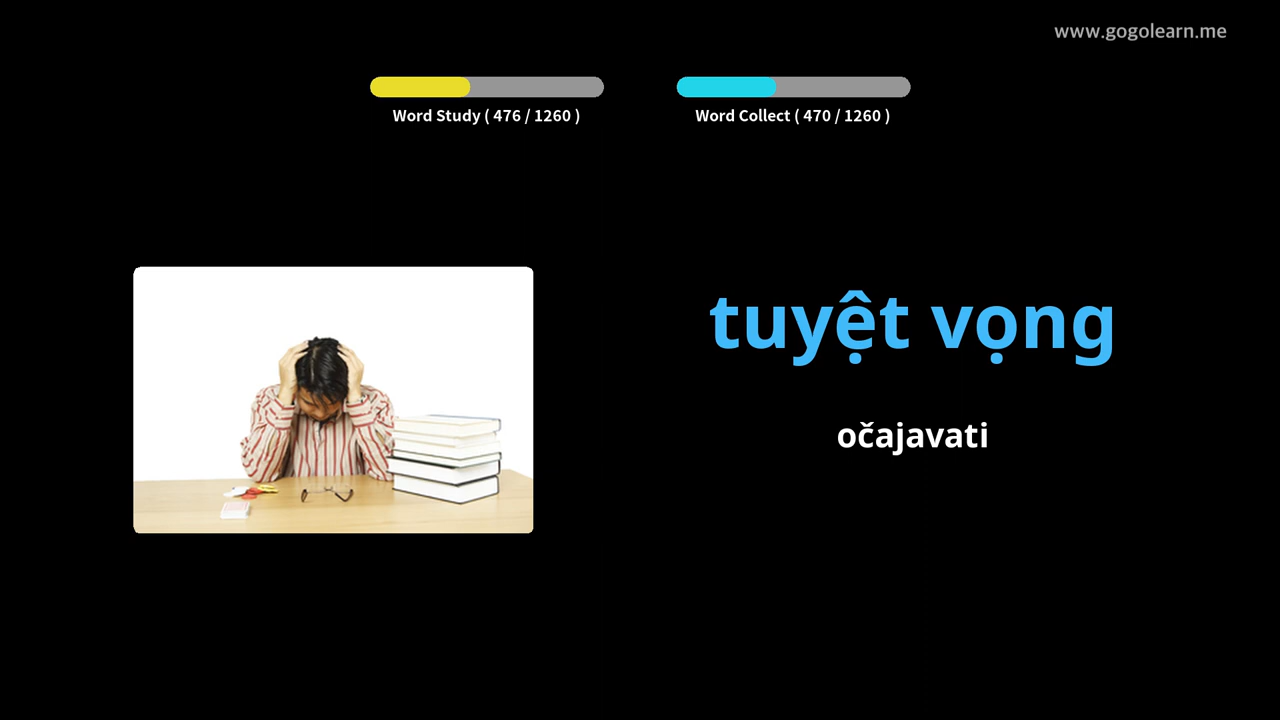 www.gogolearn.me
Word Study ( 476 / 1260 )
Word Collect ( 470 / 1260 )
tuyệt vọng
očajavati